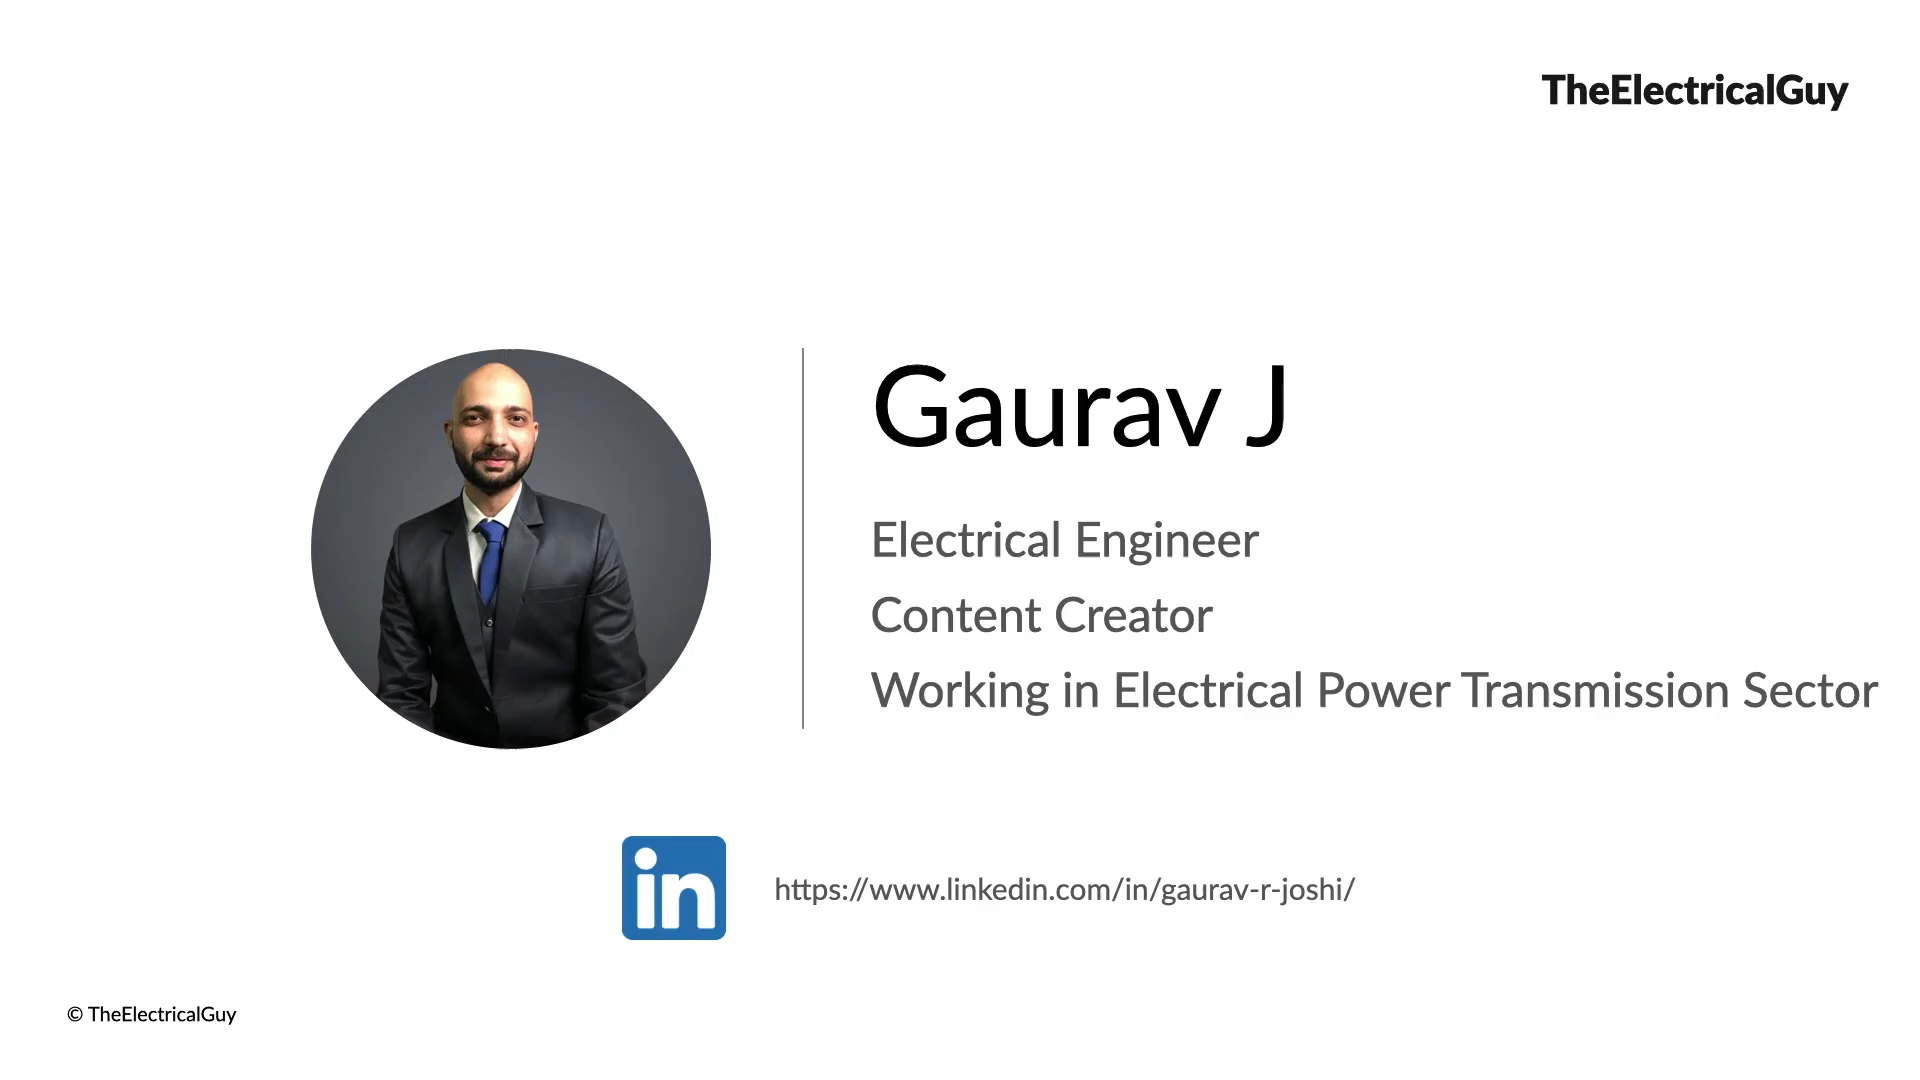 TheElectricalGuy
Gaurav J
Electrical Engineer
Content Creator
Working in Electrical Power Transmission Sector
in
https://www.linkedin.com/in/gaurav-r-joshi/
© TheElectricalGuy